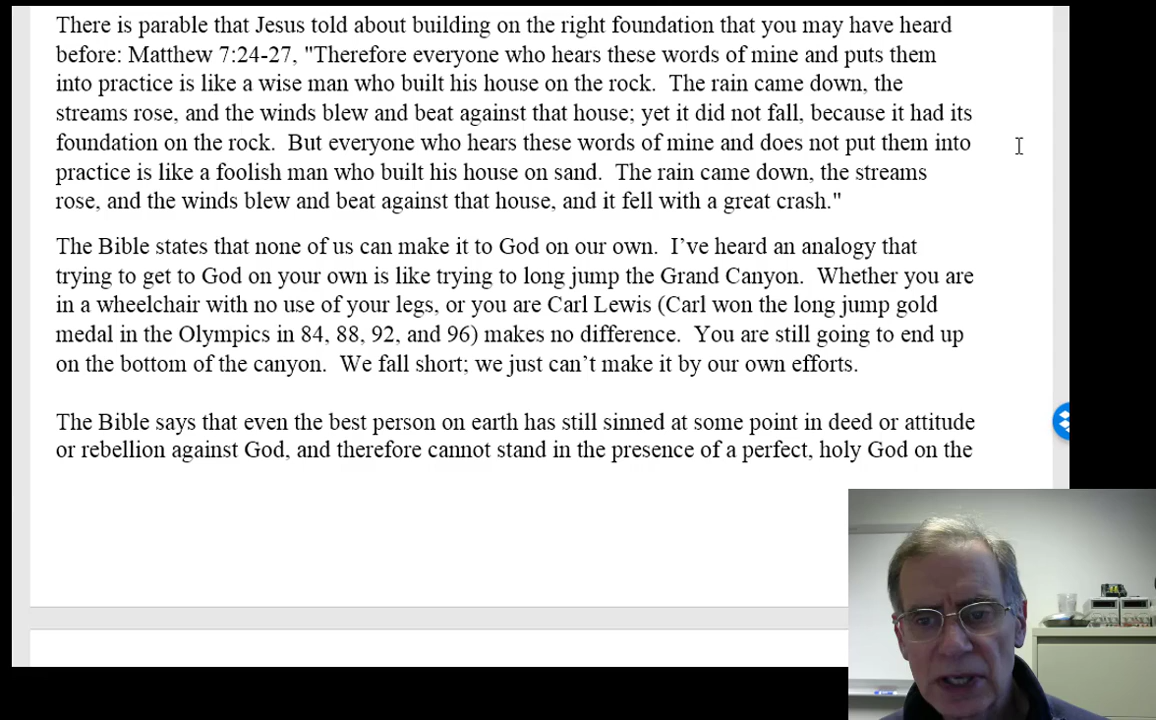 There is parable that Jesus told about building on the right foundation that you may have heard
before: Matthew 7:24-27, "Therefore everyone who hears these words of mine and puts them
into practice is like a wise man who built his house on the rock.  The rain came down, the
streams rose, and the winds blew and beat against that house; yet it did not fall, because it had its
foundation on the rock.  But everyone who hears these words of mine and does not put them into
practice is like a foolish man who built his house on sand.  The rain came down, the streams
rose, and the winds blew and beat against that house, and it fell with a great crash."
The Bible states that none of us can make it to God on our own.  I’ve heard an analogy that
trying to get to God on your own is like trying to long jump the Grand Canyon.  Whether you are
in a wheelchair with no use of your legs, or you are Carl Lewis (Carl won the long jump gold
medal in the Olympics in 84, 88, 92, and 96) makes no difference.  You are still going to end up
on the bottom of the canyon.  We fall short; we just can’t make it by our own efforts.
The Bible says that even the best person on earth has still sinned at some point in deed or attitude
or rebellion against God, and therefore cannot stand in the presence of a perfect, holy God on the